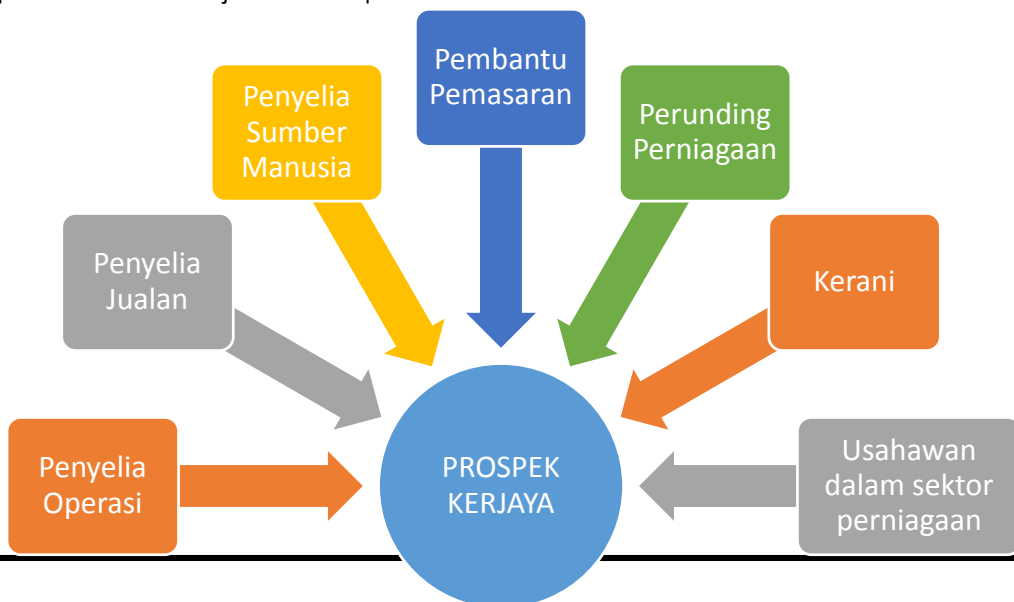 Pembantu
Pemasaran
Penyelia
Sumber
Manusia
Perunding
Perniagaan
Penyelia
Jualan
Kerani
Penyelia
Operasi
PROSPEK
KERJAYA
Usahawan
dalam sektor
perniagaan